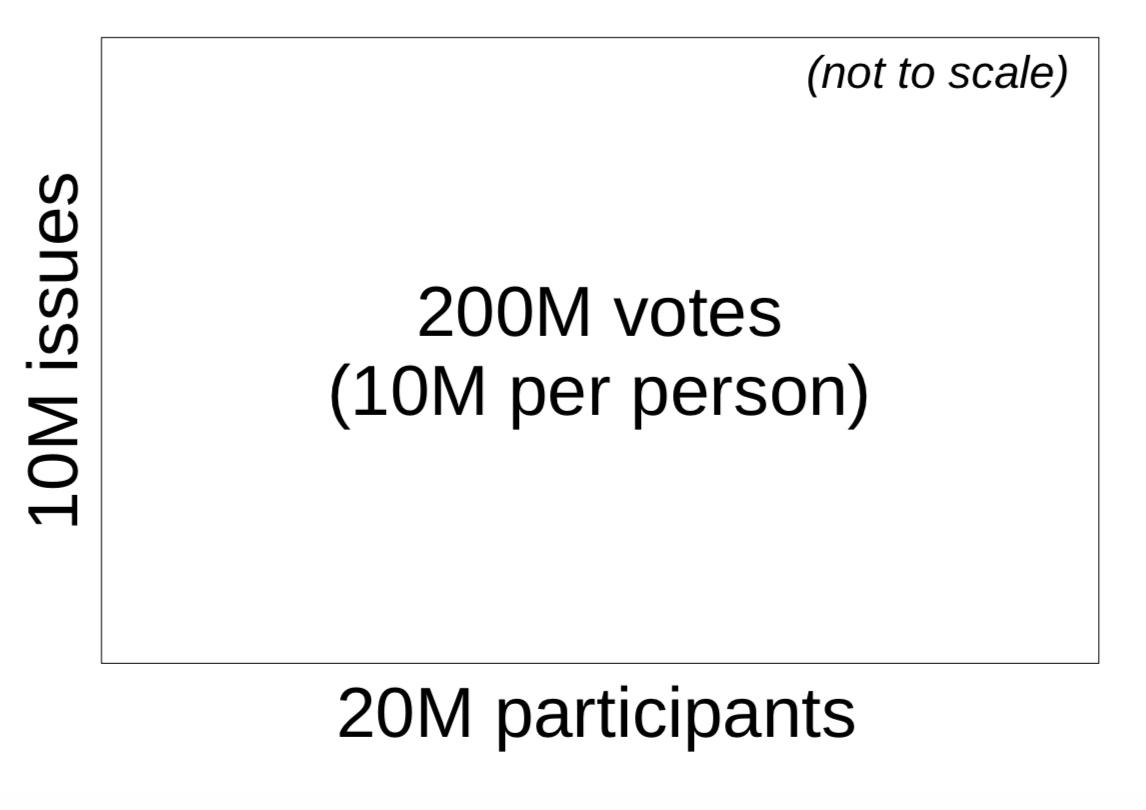 (not to scale)
10M issues
200M votes
(10M per person)
20M participants